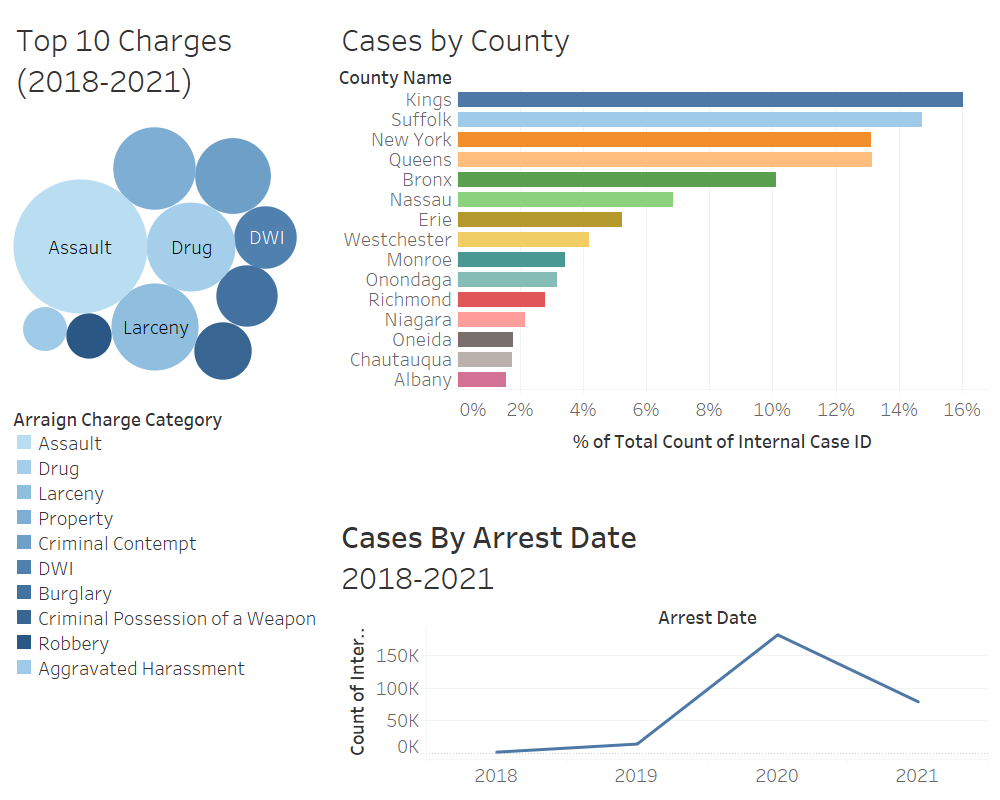 Top 10 Charges
(2018-2021)
Assault
Drug
DWI
Larceny
Arraign Charge Category
Assault
Drug
Larceny
Property
Criminal Contempt
DWI
Burglary
Criminal Possession of a Weapon
Robbery
Aggravated Harassment
Cases by County
County Name
Kings
Suffolk
New York
Queens
Bronx
Nassau
Erie
Westchester
Monroe
Onondaga
Richmond
Niagara
Oneida
Chautauqua
Albany
0% 2% 4% 6% 8% 10% 12% 14% 16%
% of Total Count of Internal Case ID
Cases By Arrest Date
2018-2021
Arrest Date
Count of Inter..
150K
100K
50K
0K
2018 2019 2020 2021